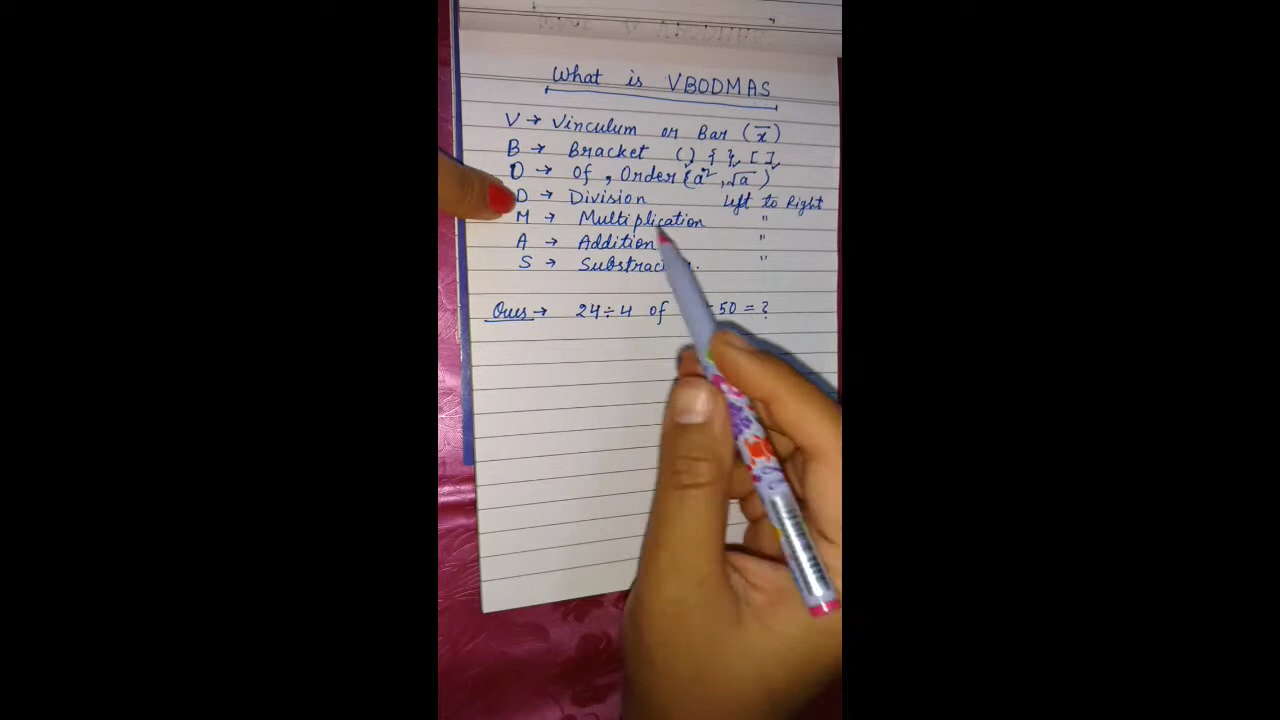 What is VBODMAS
V → Vinculum or Bar (x̅)
B → Bracket () { }, [ ],
O → Of, Order {a², √a)
D → Division Left to Right
M → Multiplication "
A → Addition "
S → "
Ques → 24÷4 of 50 = ?